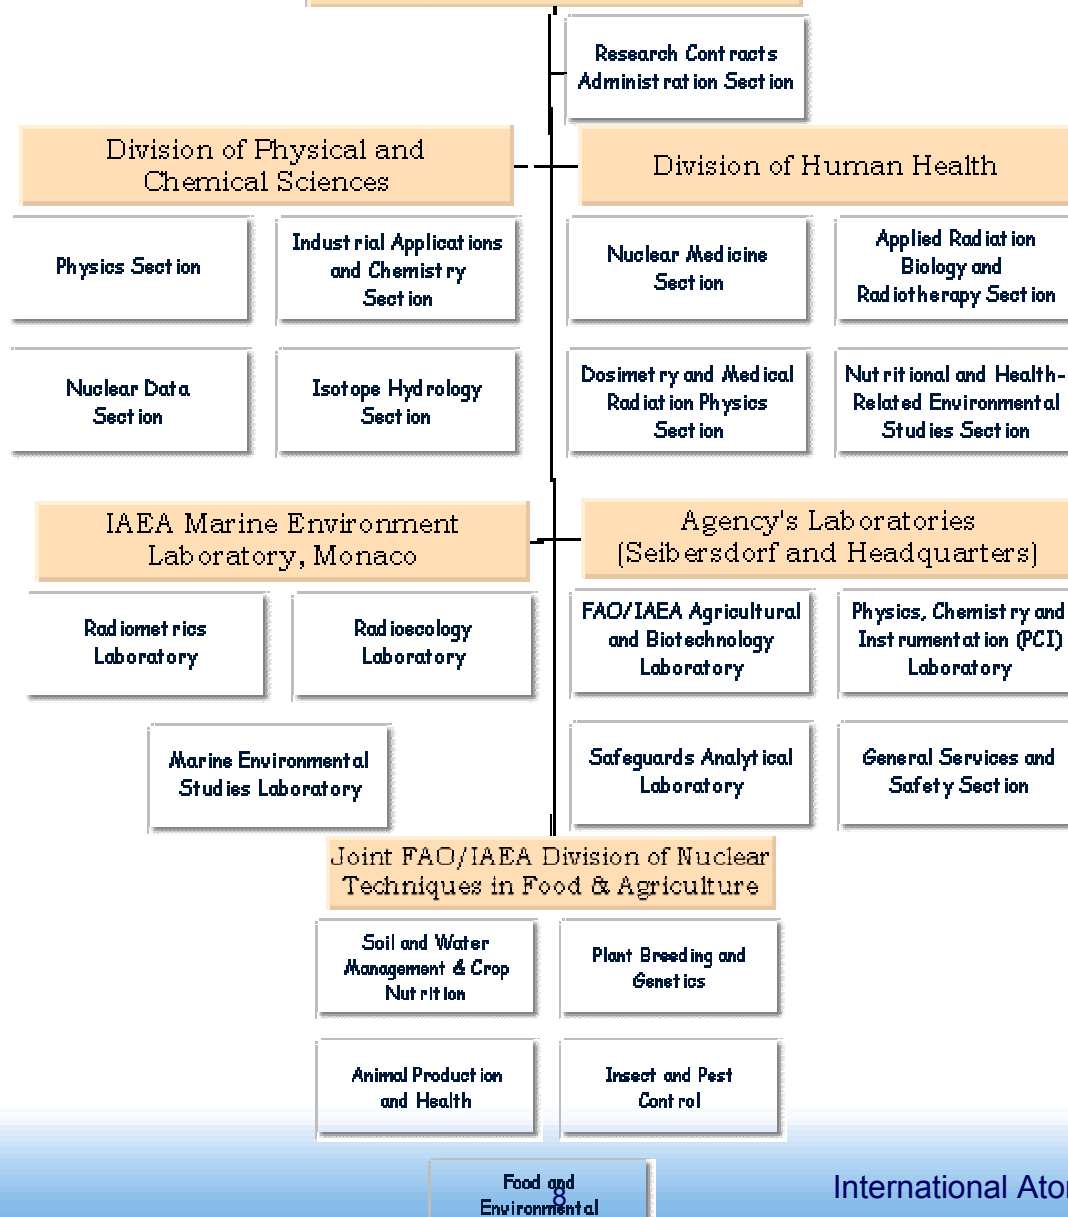 Research Contracts
Administration Section
Division of Physical and
Chemical Sciences
Division of Human Health
Physics Section
Industrial Applications
and Chemistry
Section
Nuclear Medicine
Section
Applied Radiation
Biology and
Radiotherapy Section
Nuclear Data
Section
Isotope Hydrology
Section
Dosimetry and Medical
Radiation Physics
Section
Nutritional and Health-
Related Environmental
Studies Section
IAEA Marine Environment
Laboratory, Monaco
Agency's Laboratories
(Seibersdorf and Headquarters)
Radiometrics
Laboratory
Radioecology
Laboratory
FAO/IAEA Agricultural
and Biotechnology
Laboratory
Physics, Chemistry and
Instrumentation (PCI)
Laboratory
Marine Environmental
Studies Laboratory
Safeguards Analytical
Laboratory
General Services and
Safety Section
Joint FAO/IAEA Division of Nuclear
Techniques in Food & Agriculture
Soil and Water
Management & Crop
Nutrition
Plant Breeding and
Genetics
Animal Production
and Health
Insect and Pest
Control
Food and
Environmental
8
International Ato